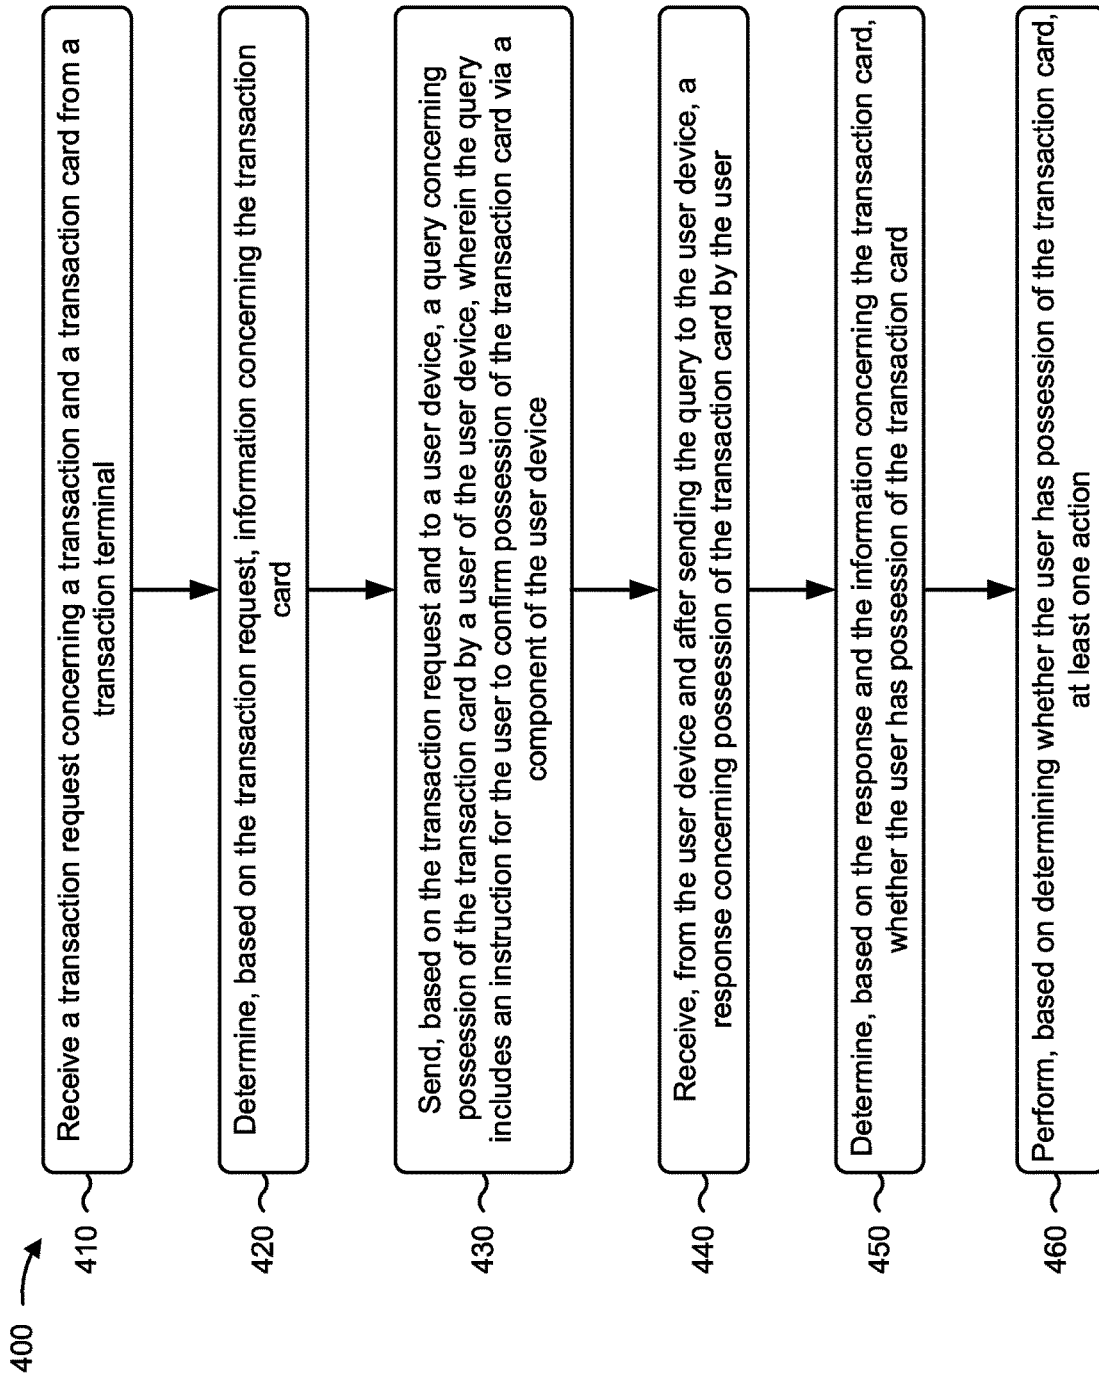 400
410
Receive a transaction request concerning a transaction and a transaction card from a
transaction terminal
420
Determine, based on the transaction request, information concerning the transaction
card
430
Send, based on the transaction request and to a user device, a query concerning
possession of the transaction card by a user of the user device, wherein the query
includes an instruction for the user to confirm possession of the transaction card via a
component of the user device
440
Receive, from the user device and after sending the query to the user device, a
response concerning possession of the transaction card by the user
450
Determine, based on the response and the information concerning the transaction card,
whether the user has possession of the transaction card
460
Perform, based on determining whether the user has possession of the transaction card,
at least one action